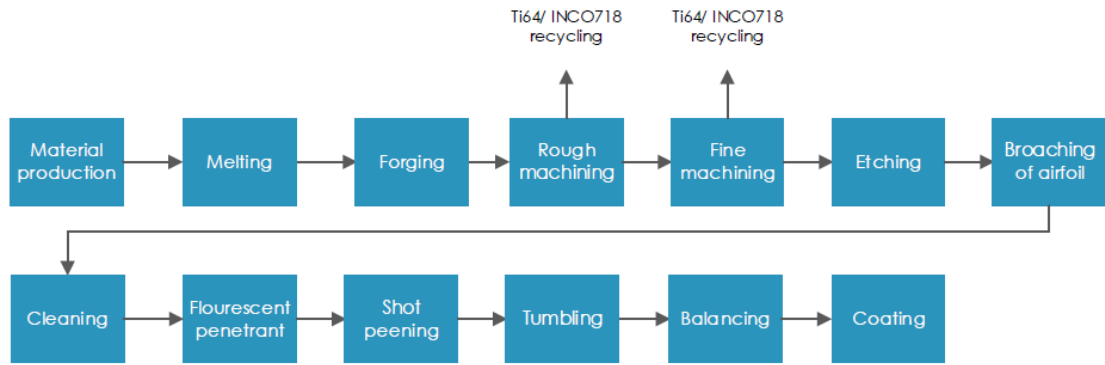 Ti64/ INCO718
recycling
Ti64/ INCO718
recycling
Material
production
Melting
Forging
Rough
machining
Fine
machining
Etching
Broaching
of airfoil
Cleaning
Flourescent
penetrant
Shot
peening
Tumbling
Balancing
Coating